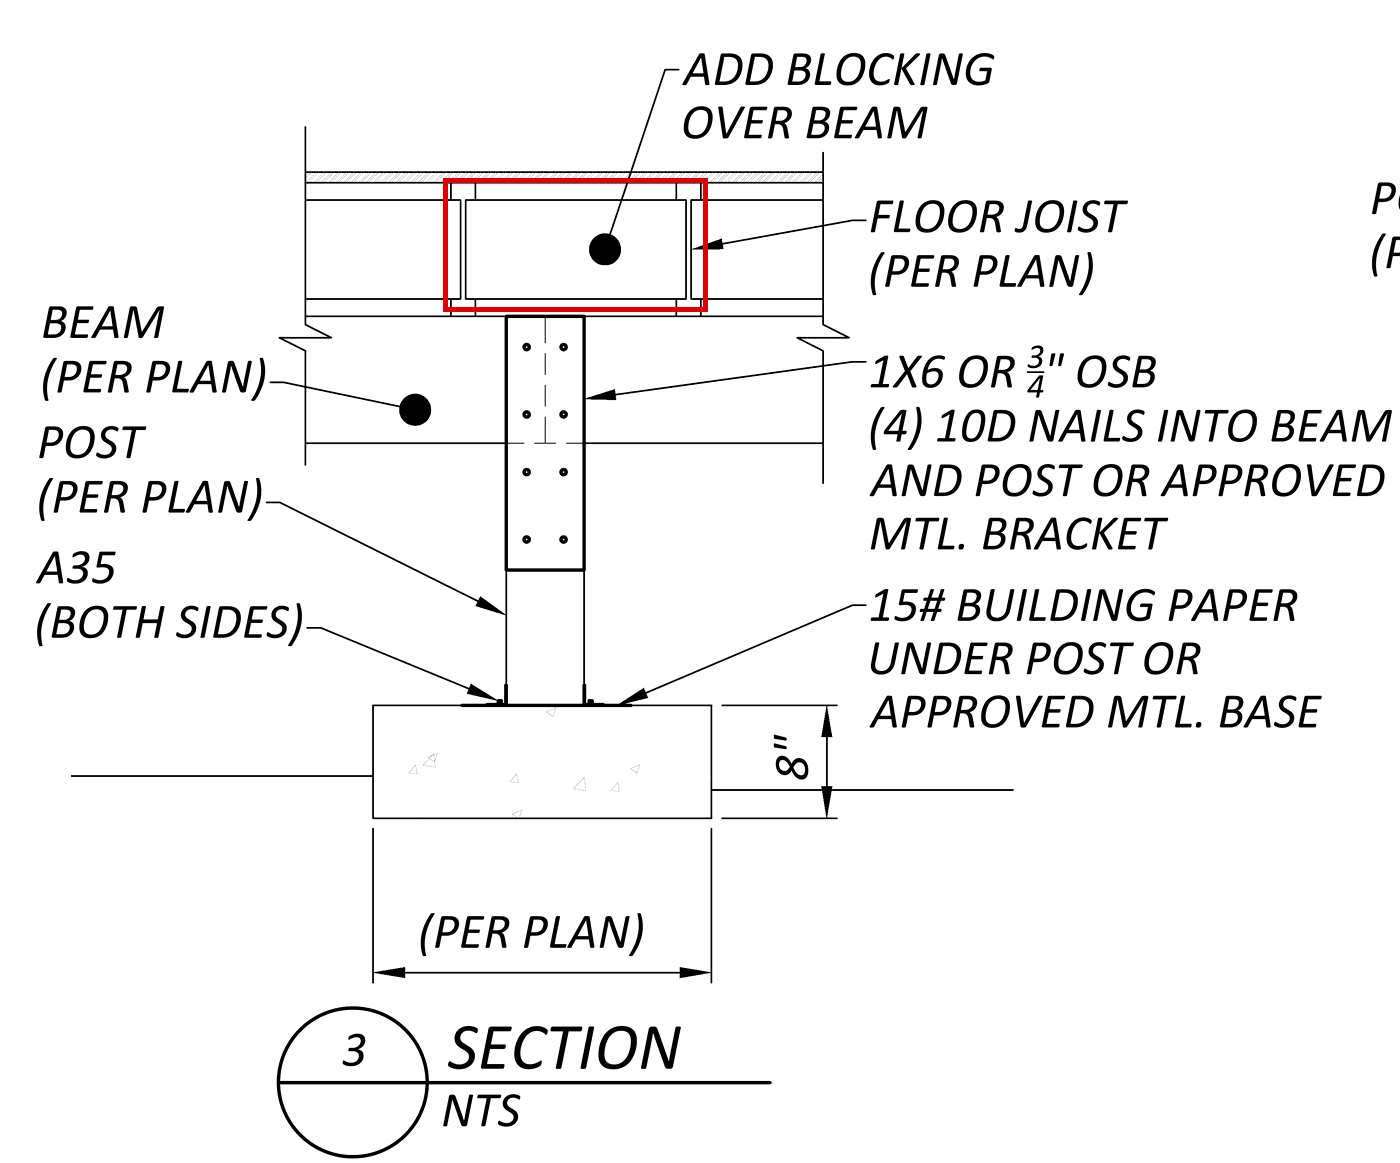 ADD BLOCKING
OVER BEAM
FLOOR JOIST
(PER PLAN)
BEAM
(PER PLAN)
POST
(PER PLAN)
A35
(BOTH SIDES)
1X6 OR 3/4" OSB
(4) 10D NAILS INTO BEAM
AND POST OR APPROVED
MTL. BRACKET
15# BUILDING PAPER
UNDER POST OR
APPROVED MTL. BASE
8"
(PER PLAN)
3
SECTION
NTS